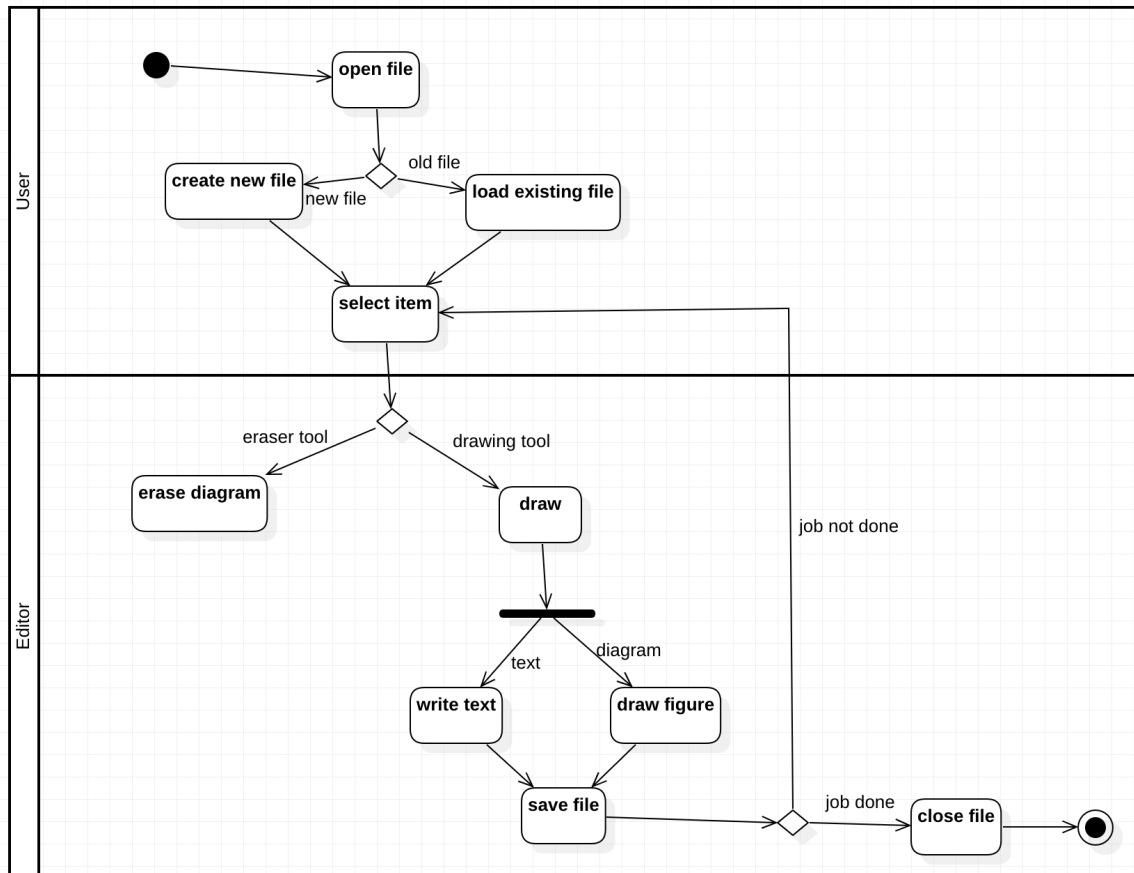 User
open file
old file
create new file
new file
load existing file
select item
Editor
eraser tool
drawing tool
erase diagram
draw
job not done
text
diagram
write text
draw figure
save file
job done
close file